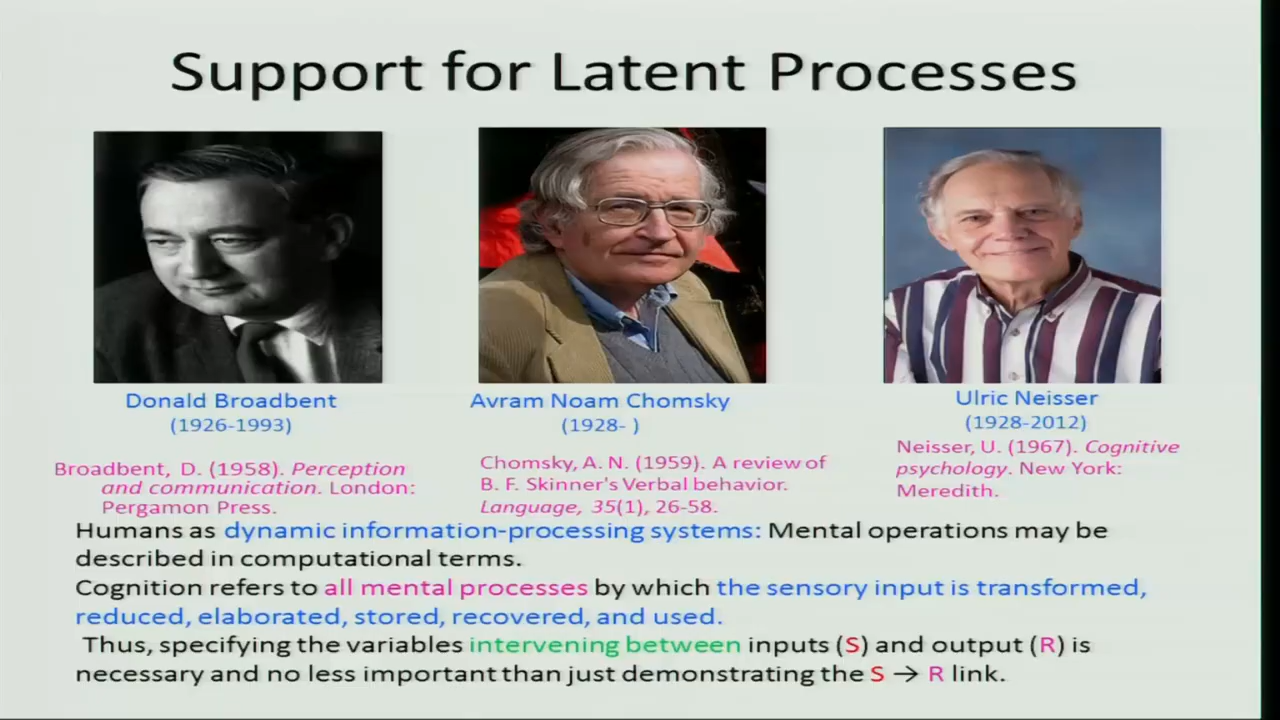 Support for Latent Processes
Donald Broadbent
(1926-1993)
Broadbent, D. (1958). Perception
and communication. London:
Pergamon Press.
Avram Noam Chomsky
(1928- )
Chomsky, A. N. (1959). A review of
B. F. Skinner's Verbal behavior.
Language, 35(1), 26-58.
Ulric Neisser
(1928-2012)
Neisser, U. (1967). Cognitive
psychology. New York:
Meredith.
Humans as dynamic information-processing systems: Mental operations may be
described in computational terms.
Cognition refers to all mental processes by which the sensory input is transformed,
reduced, elaborated, stored, recovered, and used.
Thus, specifying the variables intervening between inputs (S) and output (R) is
necessary and no less important than just demonstrating the S → R link.